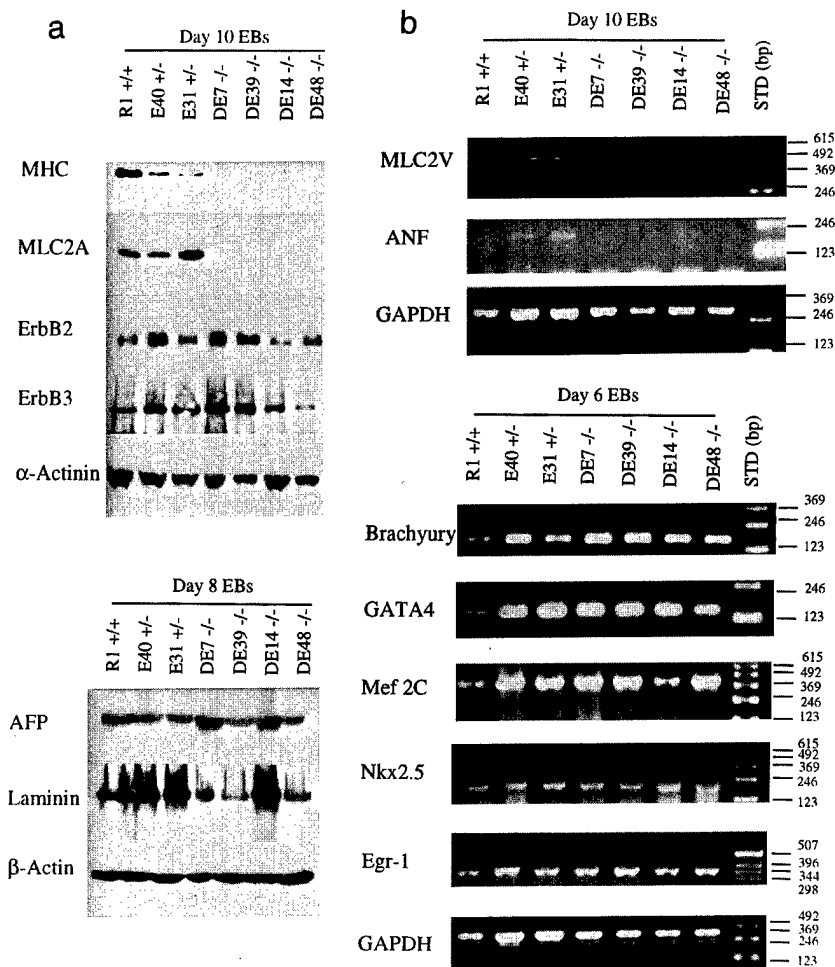 a
Day 10 EBs
R1 +/+
E40 +/-
E31 +/-
DE7 -/-
DE39 -/-
DE14 -/-
DE48 -/-
MHC
MLC2A
ErbB2
ErbB3
α-Actinin
Day 8 EBs
R1 +/+
E40 +/-
E31 +/-
DE7 -/-
DE39 -/-
DE14 -/-
DE48 -/-
AFP
Laminin
β-Actin
b
Day 10 EBs
R1 +/+
E40 +/-
E31 +/-
DE7 -/-
DE39 -/-
DE14 -/-
DE48 -/-
STD (bp)
MLC2V
615
492
369
246
ANF
246
123
GAPDH
369
246
123
Day 6 EBs
R1 +/+
E40 +/-
E31 +/-
DE7 -/-
DE39 -/-
DE14 -/-
DE48 -/-
STD (bp)
Brachyury
369
246
123
GATA4
246
123
Mef 2C
615
492
369
246
123
Nkx2.5
615
492
369
246
123
Egr-1
507
396
344
298
GAPDH
492
369
246
123